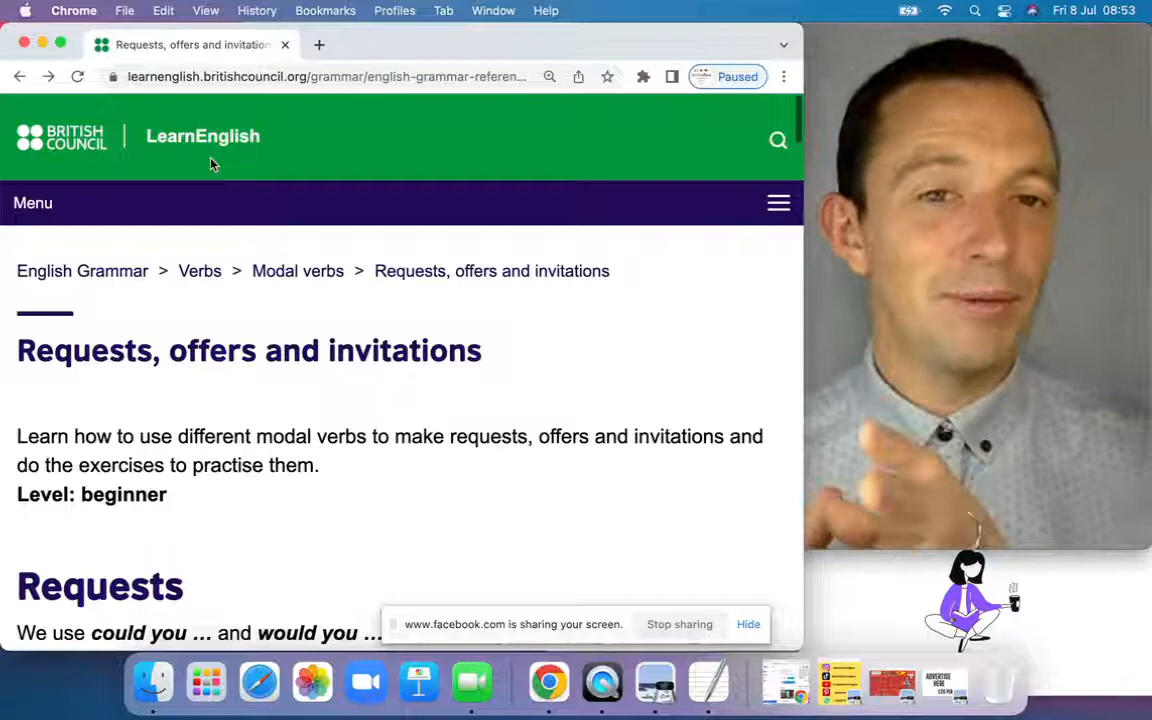 Chrome File Edit View History Bookmarks Profiles Tab Window Help Fri 8 Jul 08:53
Requests, offers and invitation
learnenglish.britishcouncil.org/grammar/english-grammar-referen... Paused
BRITISH COUNCIL LearnEnglish
Menu
English Grammar > Verbs > Modal verbs > Requests, offers and invitations
Requests, offers and invitations
Learn how to use different modal verbs to make requests, offers and invitations and
do the exercises to practise them.
Level: beginner
Requests
We use could you ... and would you ...
www.facebook.com is sharing your screen. Stop sharing Hide
ADVERTISE
HERE